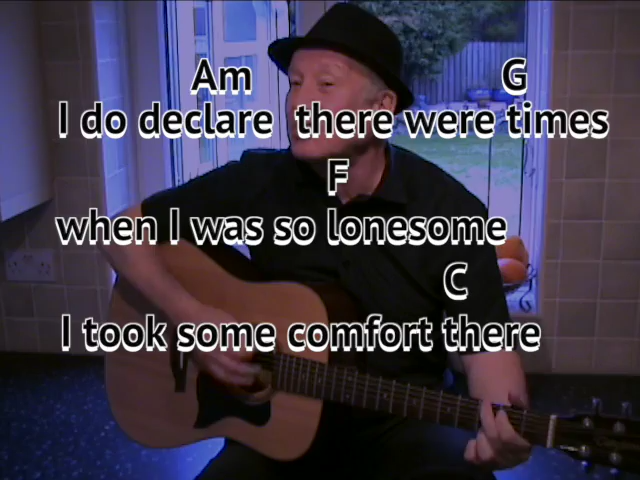 Am G
I do declare there were times
F
when I was so lonesome
C
I took some comfort there